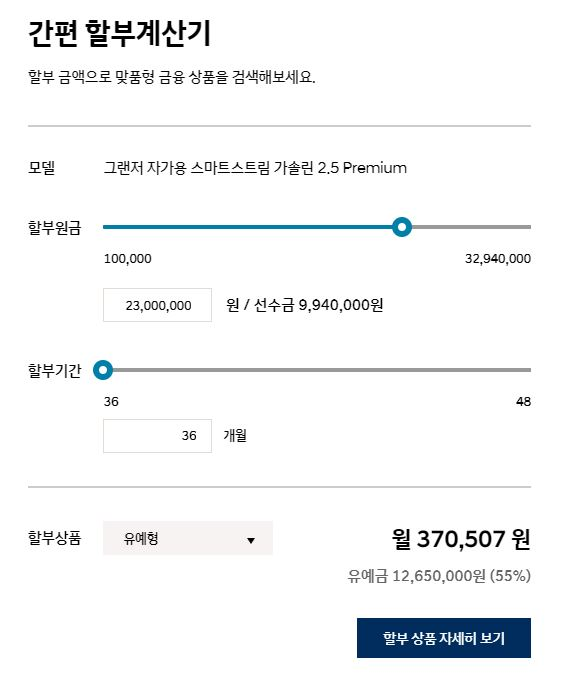 간편 할부계산기
할부 금액으로 맞품형 금융 상품을 검색해보세요.
모델 그랜저 자가용 스마트스트림 가솔린 2.5 Premium
할부원금
100,000 32,940,000
23,000,000 원 / 선수금 9,940,000원
할부기간
36 48
36 개월
할부상품 유예형 ▼ 월 370,507 원
유예금 12,650,000원 (55%)
할부 상품 자세히 보기